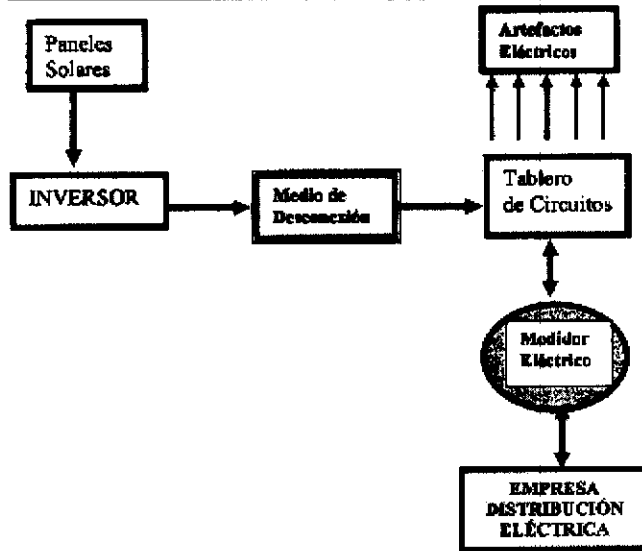 Paneles
Solares
Artefactos
Eléctricos
INVERSOR
Medio de
Desconexión
Tablero
de Circuitos
Medidor
Eléctrico
EMPRESA
DISTRIBUCIÓN
ELÉCTRICA